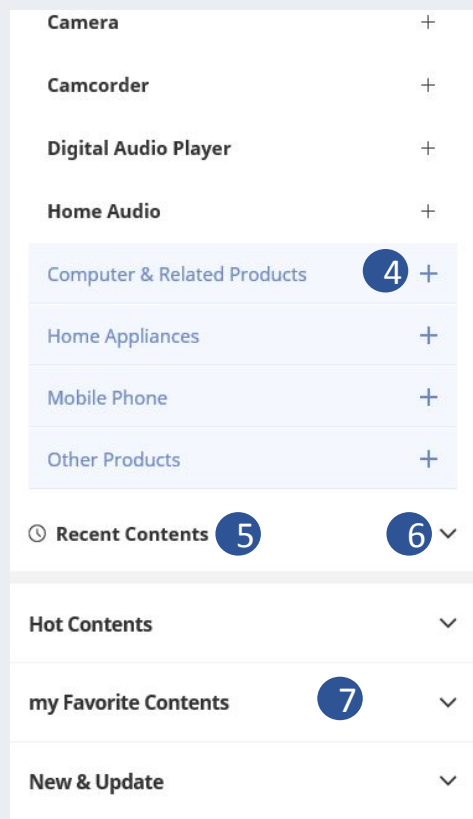 Camera
Camcorder
Digital Audio Player
Home Audio
Computer & Related Products 4
Home Appliances
Mobile Phone
Other Products
Recent Contents 5 6
Hot Contents
my Favorite Contents 7
New & Update